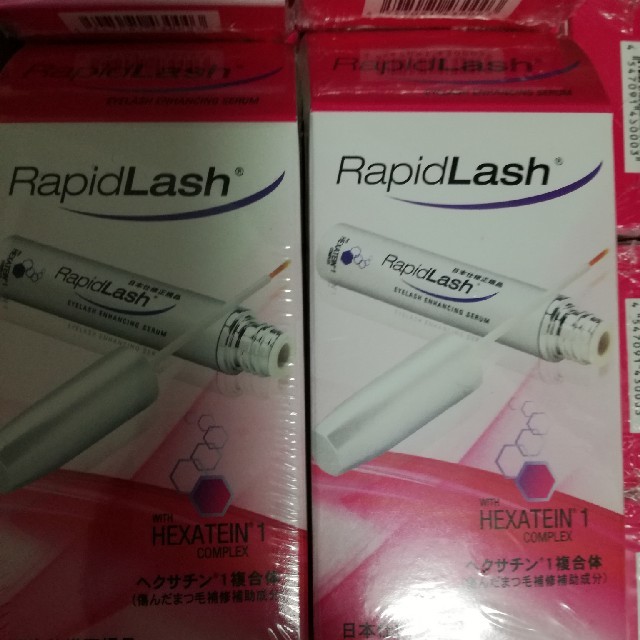 RapidLash
EYELASH ENHANCING SERUM
RapidLash®
日本仕様正規品
RapidLash®
EYELASH ENHANCING SERUM
WITH
HEXATEIN® 1
COMPLEX
ヘクサチン®1複合体
(傷んだまつ毛補修補助成分)
RapidLash
EYELASH ENHANCING SERUM
RapidLash®
日本仕様正規品
RapidLash®
EYELASH ENHANCING SERUM
WITH
HEXATEIN® 1
COMPLEX
ヘクサチン®1複合体
(傷んだまつ毛補修補助成分)
日本